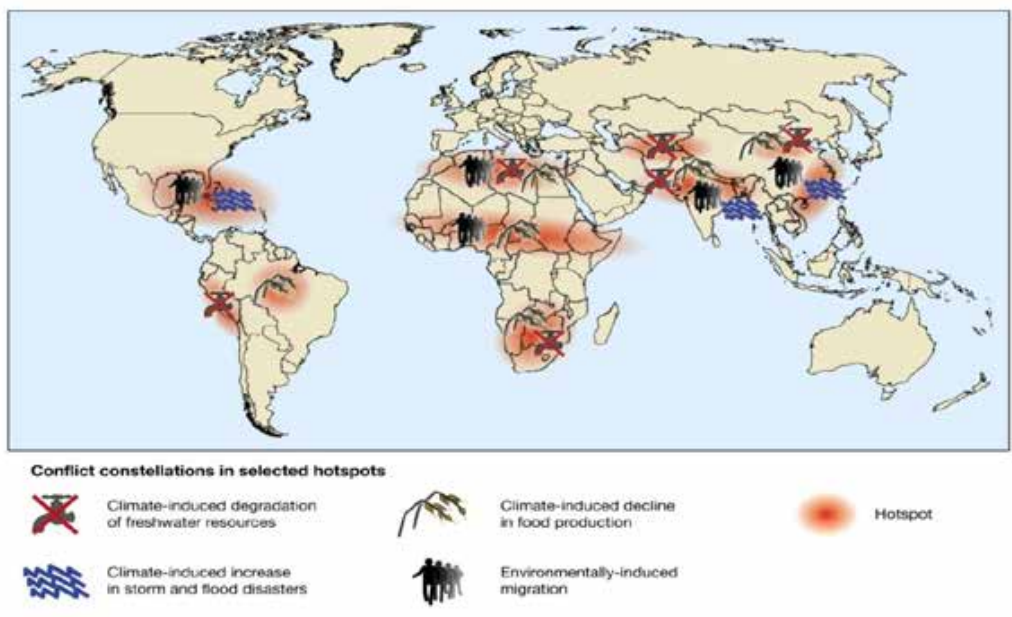 Conflict constellations in selected hotspots
Climate-induced degradation
of freshwater resources
Climate-induced decline
in food production
Hotspot
Climate-induced increase
in storm and flood disasters
Environmentally-induced
migration